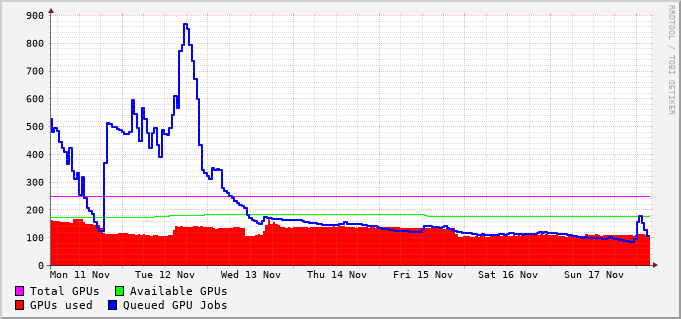 900
800
700
600
500
400
300
200
100
0
Mon 11 Nov Tue 12 Nov Wed 13 Nov Thu 14 Nov Fri 15 Nov Sat 16 Nov Sun 17 Nov
Total GPUs Available GPUs
GPUs used Queued GPU Jobs
RRDTOOL / TOBI OETIKER